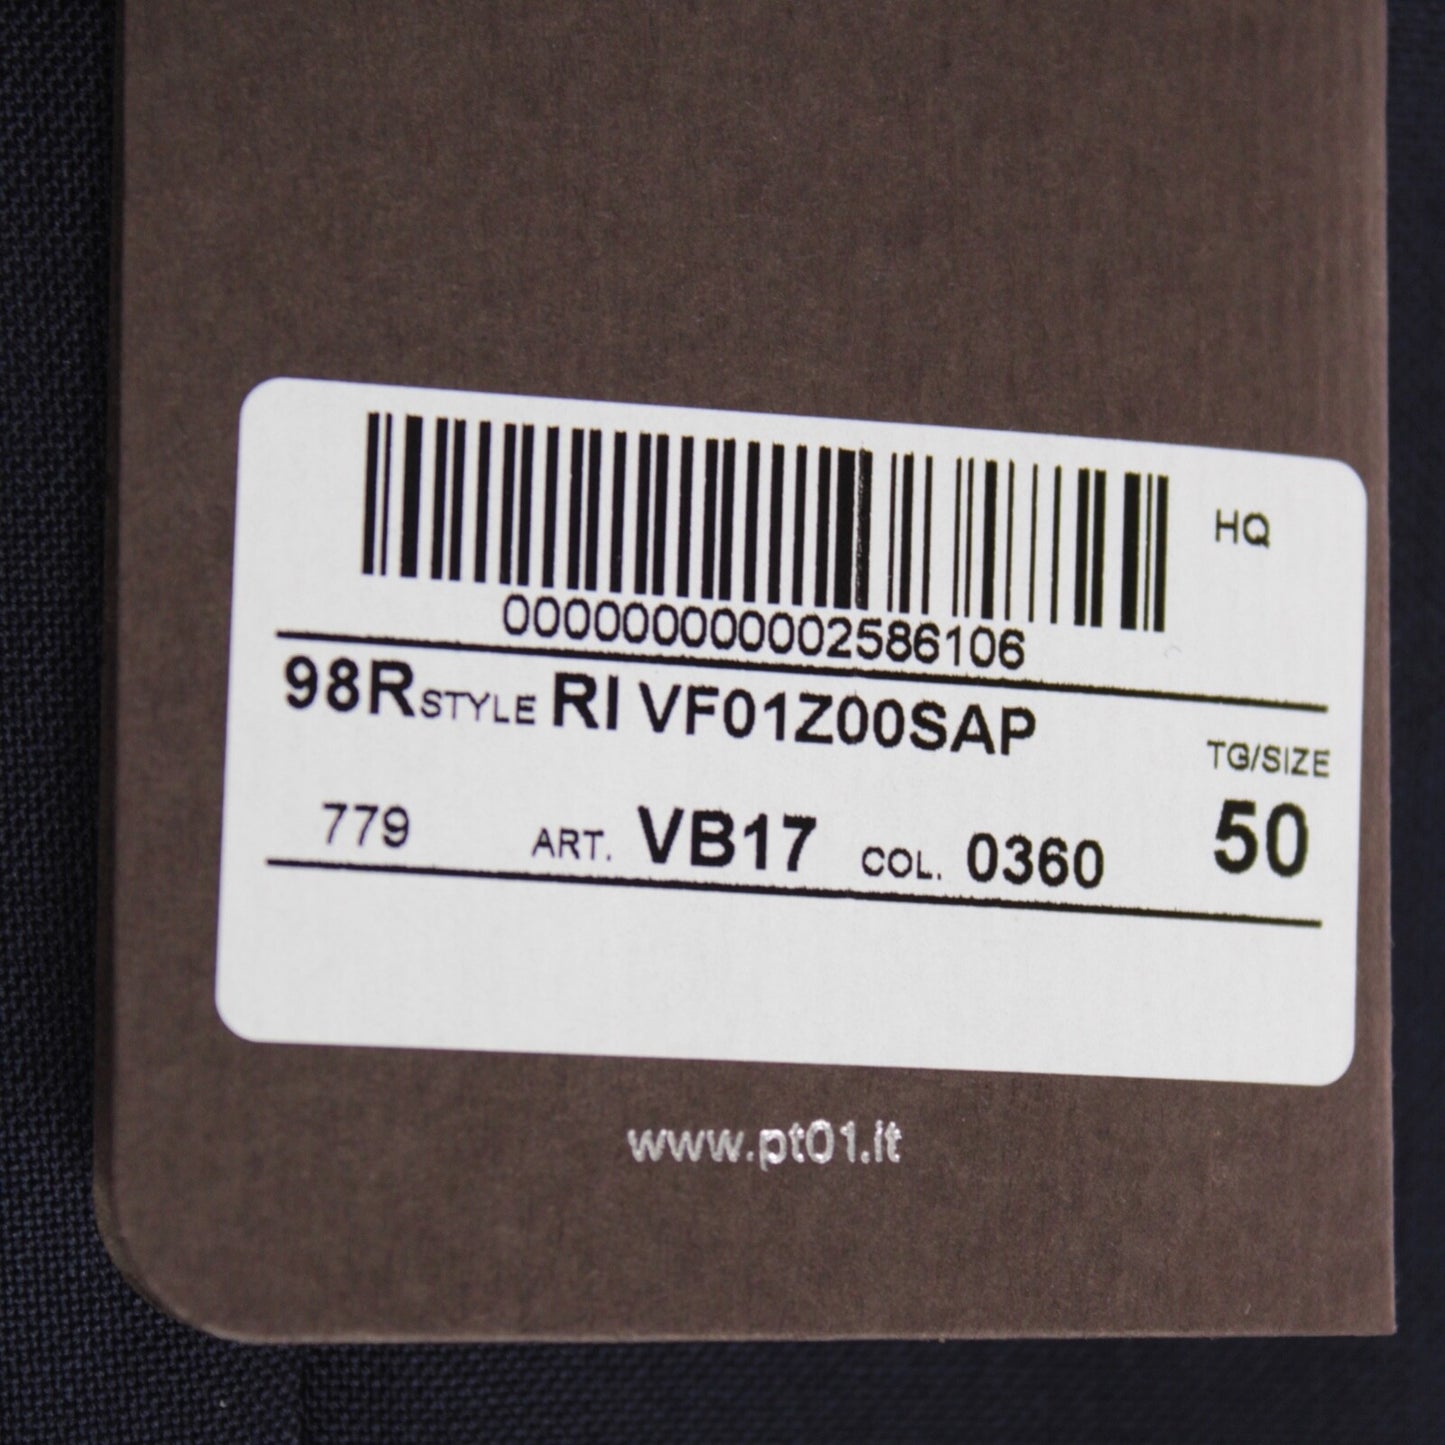 HQ
000000000002586106
98R STYLE RI VF01Z00SAP
TG/SIZE
779 ART. VB17 COL. 0360 50
www.pt01.it